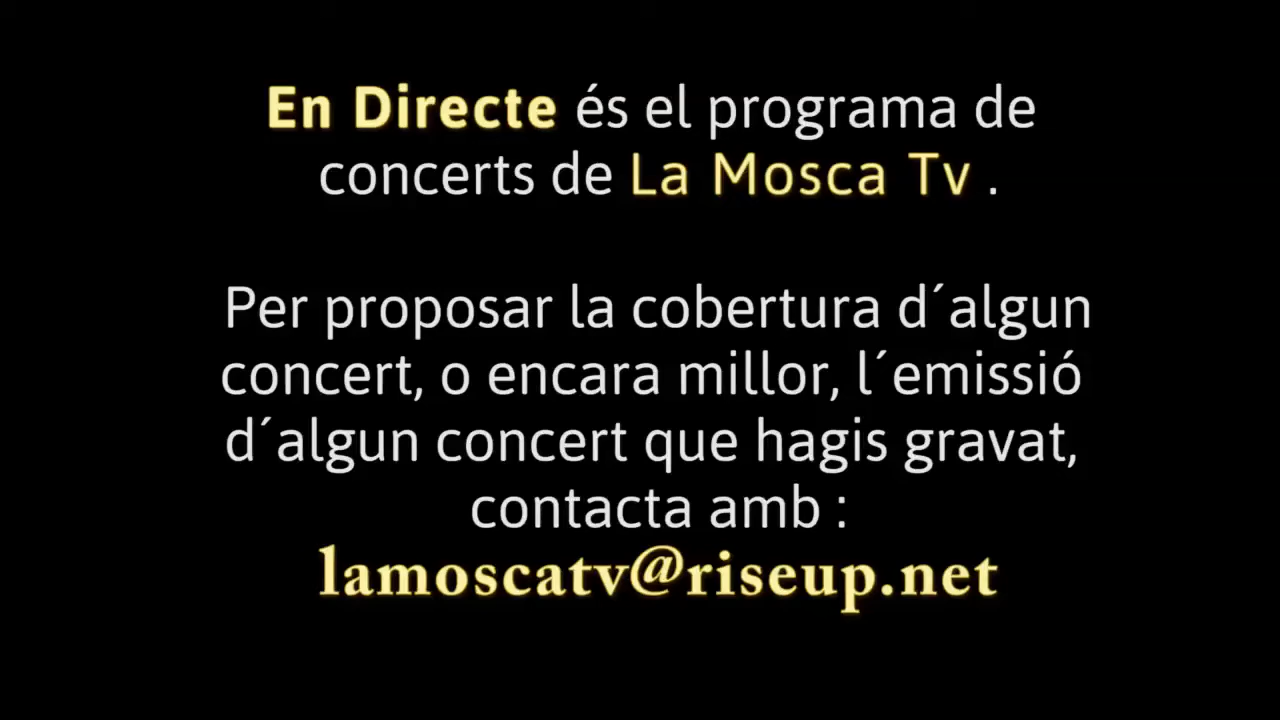 En Directe és el programa de
concerts de La Mosca Tv .
Per proposar la cobertura d´algun
concert, o encara millor, l´emissió
d´algun concert que hagis gravat,
contacta amb :
lamoscatv@riseup.net